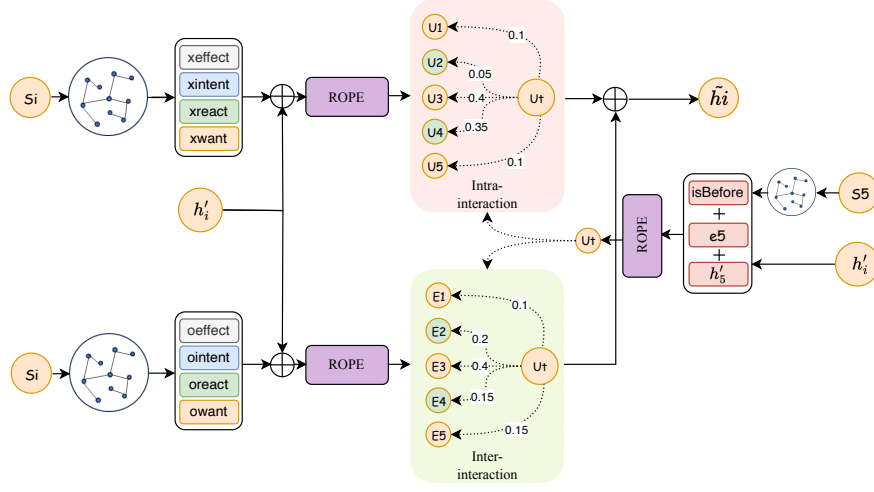 Si
xeffect
xintent
xreact
xwant
ROPE
U1
U2
U3
U4
U5
0.1
0.05
0.4
0.35
0.1
Ut
Intra-
interaction
h̃i
h′ᵢ
isBefore
+
e5
+
h′₅
S5
h′ᵢ
ROPE
Ut
Si
oeffect
ointent
oreact
owant
ROPE
E1
E2
E3
E4
E5
0.1
0.2
0.4
0.15
0.15
Ut
Inter-
interaction